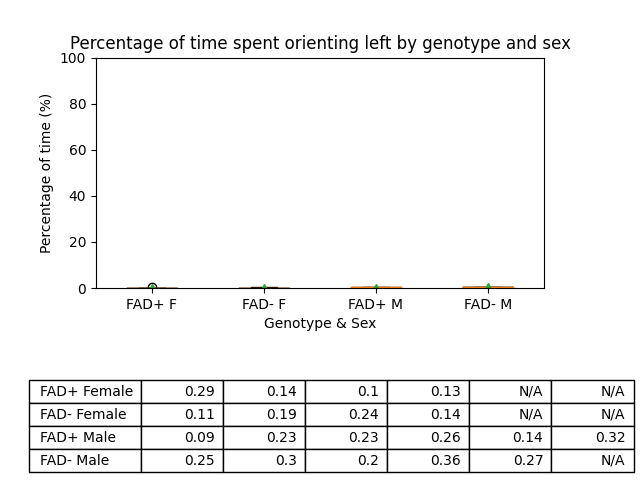 Percentage of time spent orienting left by genotype and sex
100
80
60
40
20
0
Percentage of time (%)
FAD+ F FAD- F FAD+ M FAD- M
Genotype & Sex
FAD+ Female 0.29 0.14 0.1 0.13 N/A N/A
FAD- Female 0.11 0.19 0.24 0.14 N/A N/A
FAD+ Male 0.09 0.23 0.23 0.26 0.14 0.32
FAD- Male 0.25 0.3 0.2 0.36 0.27 N/A